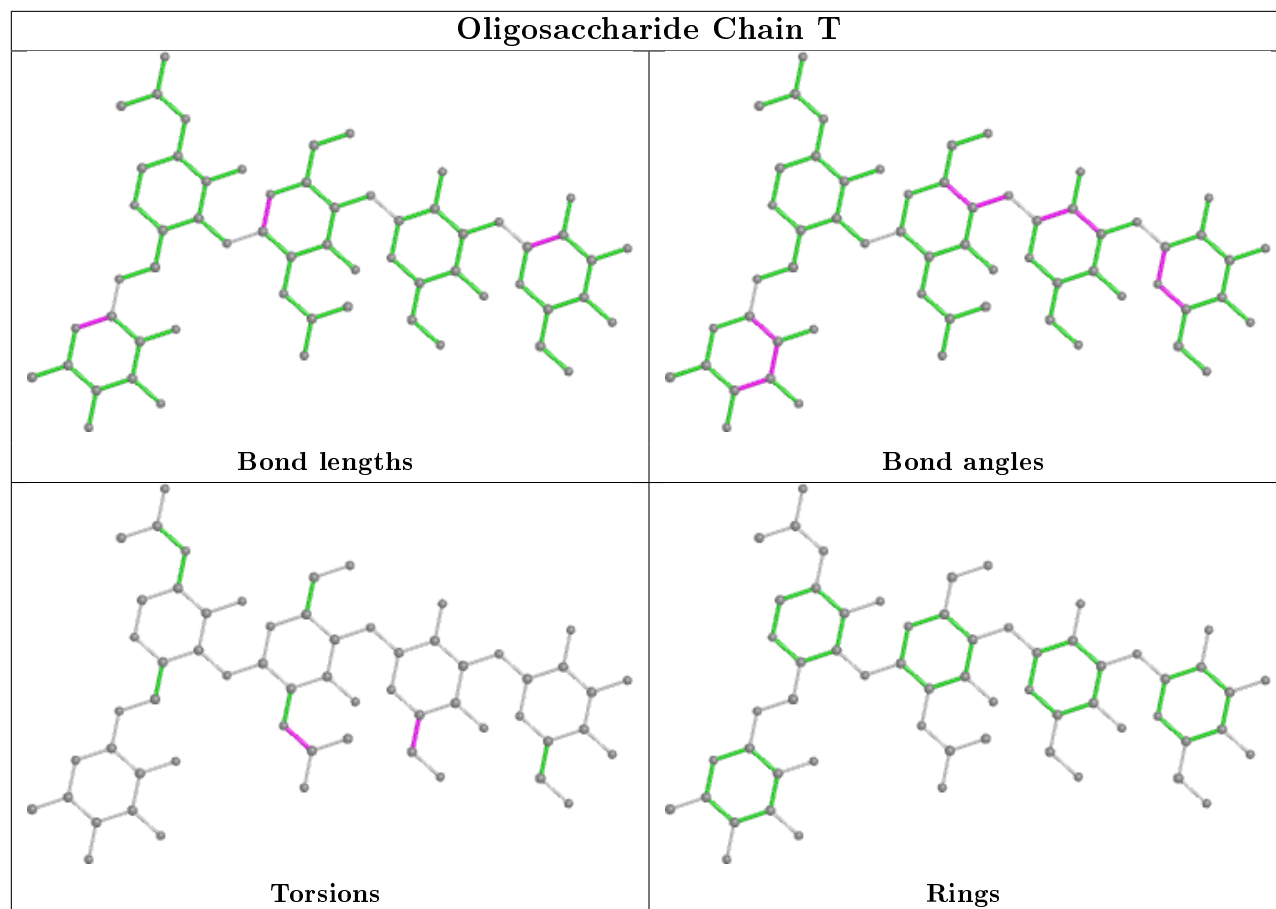 Oligosaccharide Chain T
Bond lengths
Bond angles
Torsions
Rings